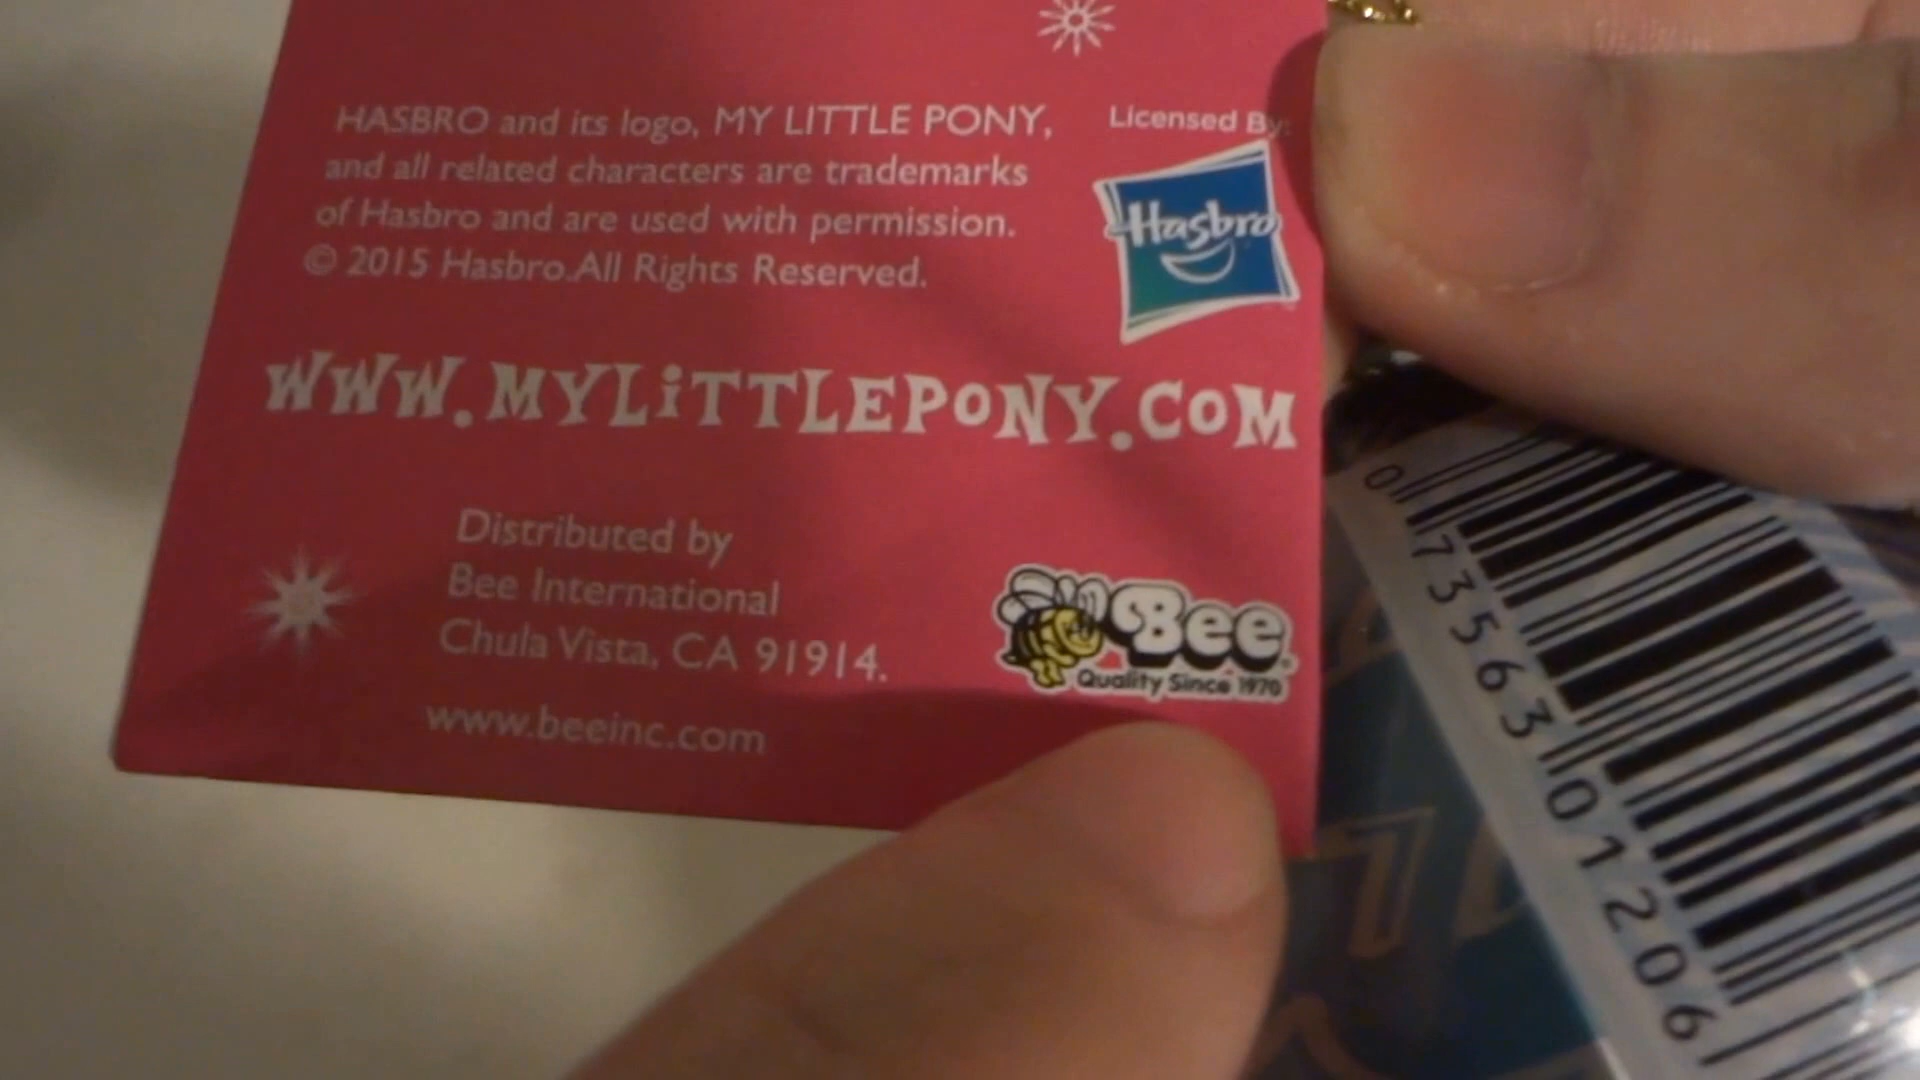 HASBRO and its logo, MY LITTLE PONY,
and all related characters are trademarks
of Hasbro and are used with permission.
© 2015 Hasbro. All Rights Reserved.
Licensed By:
Hasbro
WWW.MYLiTTLEPONY.COM
Distributed by
Bee International
Chula Vista, CA 91914.
www.beeinc.com
Bee
Quality Since 1970
0 73563 01206